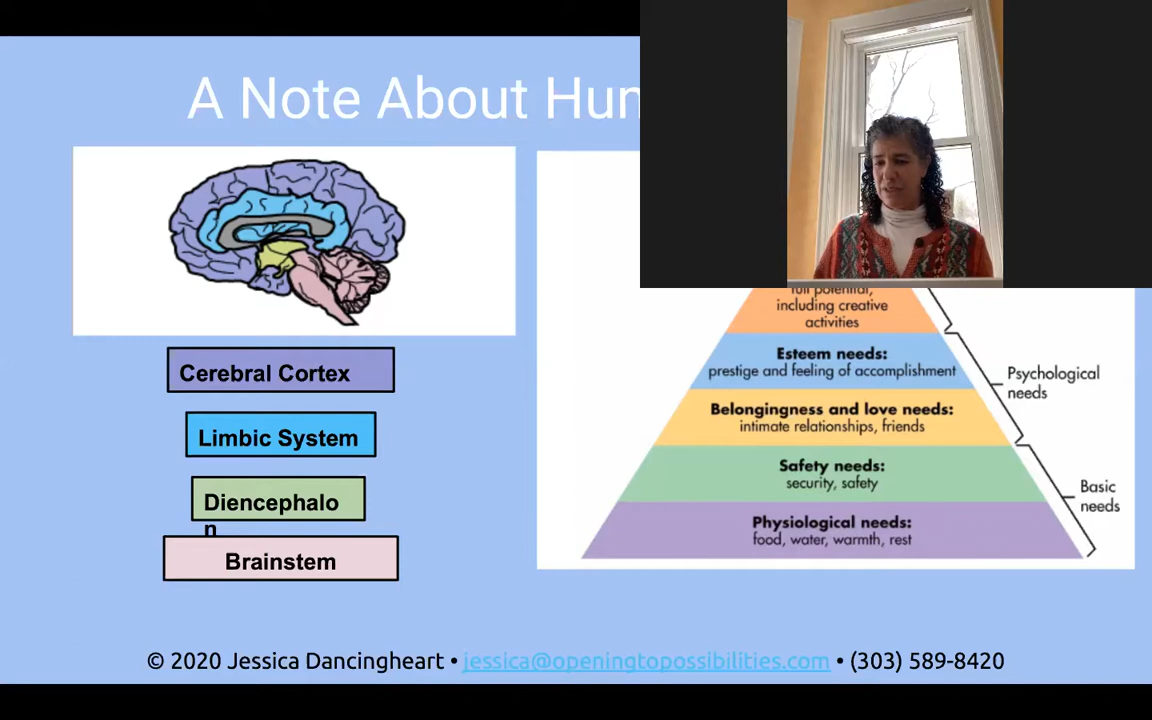 A Note About Hun
Cerebral Cortex
Limbic System
Diencephalo
n
Brainstem
full potential,
including creative
activities
Esteem needs:
prestige and feeling of accomplishment
Belongingness and love needs:
intimate relationships, friends
Safety needs:
security, safety
Physiological needs:
food, water, warmth, rest
Psychological
needs
Basic
needs
© 2020 Jessica Dancingheart • jessica@openingtopossibilities.com • (303) 589-8420